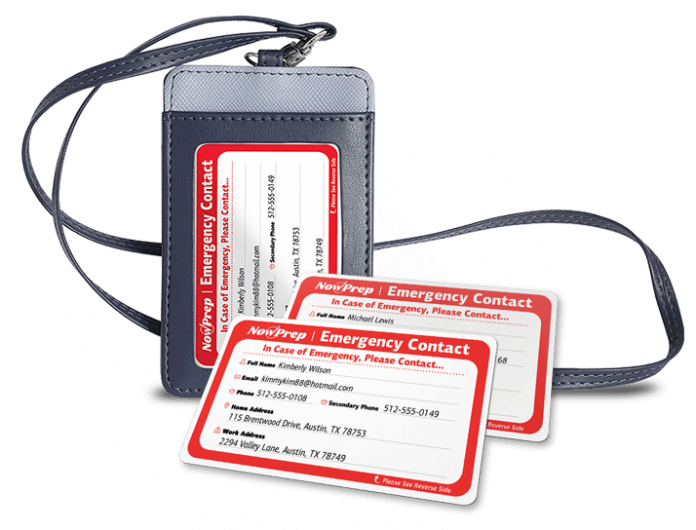 NowPrep | Emergency Contact
In Case of Emergency, Please Contact...
Kimberly Wilson
kimmykim88@hotmail.com
512-555-0108 Secondary Phone 512-555-0149
Austin, TX 78753
Austin, TX 78749
Please See Reverse Side
NowPrep | Emergency Contact
In Case of Emergency, Please Contact...
Full Name Michael Lewis
68
Please See Reverse Side
NowPrep | Emergency Contact
In Case of Emergency, Please Contact...
Full Name Kimberly Wilson
Email kimmykim88@hotmail.com
Phone 512-555-0108 Secondary Phone 512-555-0149
Home Address
115 Brentwood Drive, Austin, TX 78753
Work Address
2294 Valley Lane, Austin, TX 78749
Please See Reverse Side